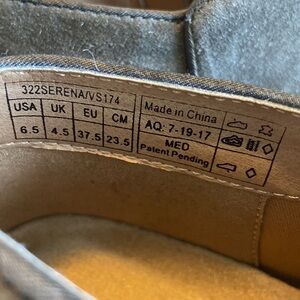 322SERENA/VS174
USA UK EU CM
6.5 4.5 37.5 23.5
Made in China
AQ: 7-19-17
MED
Patent Pending